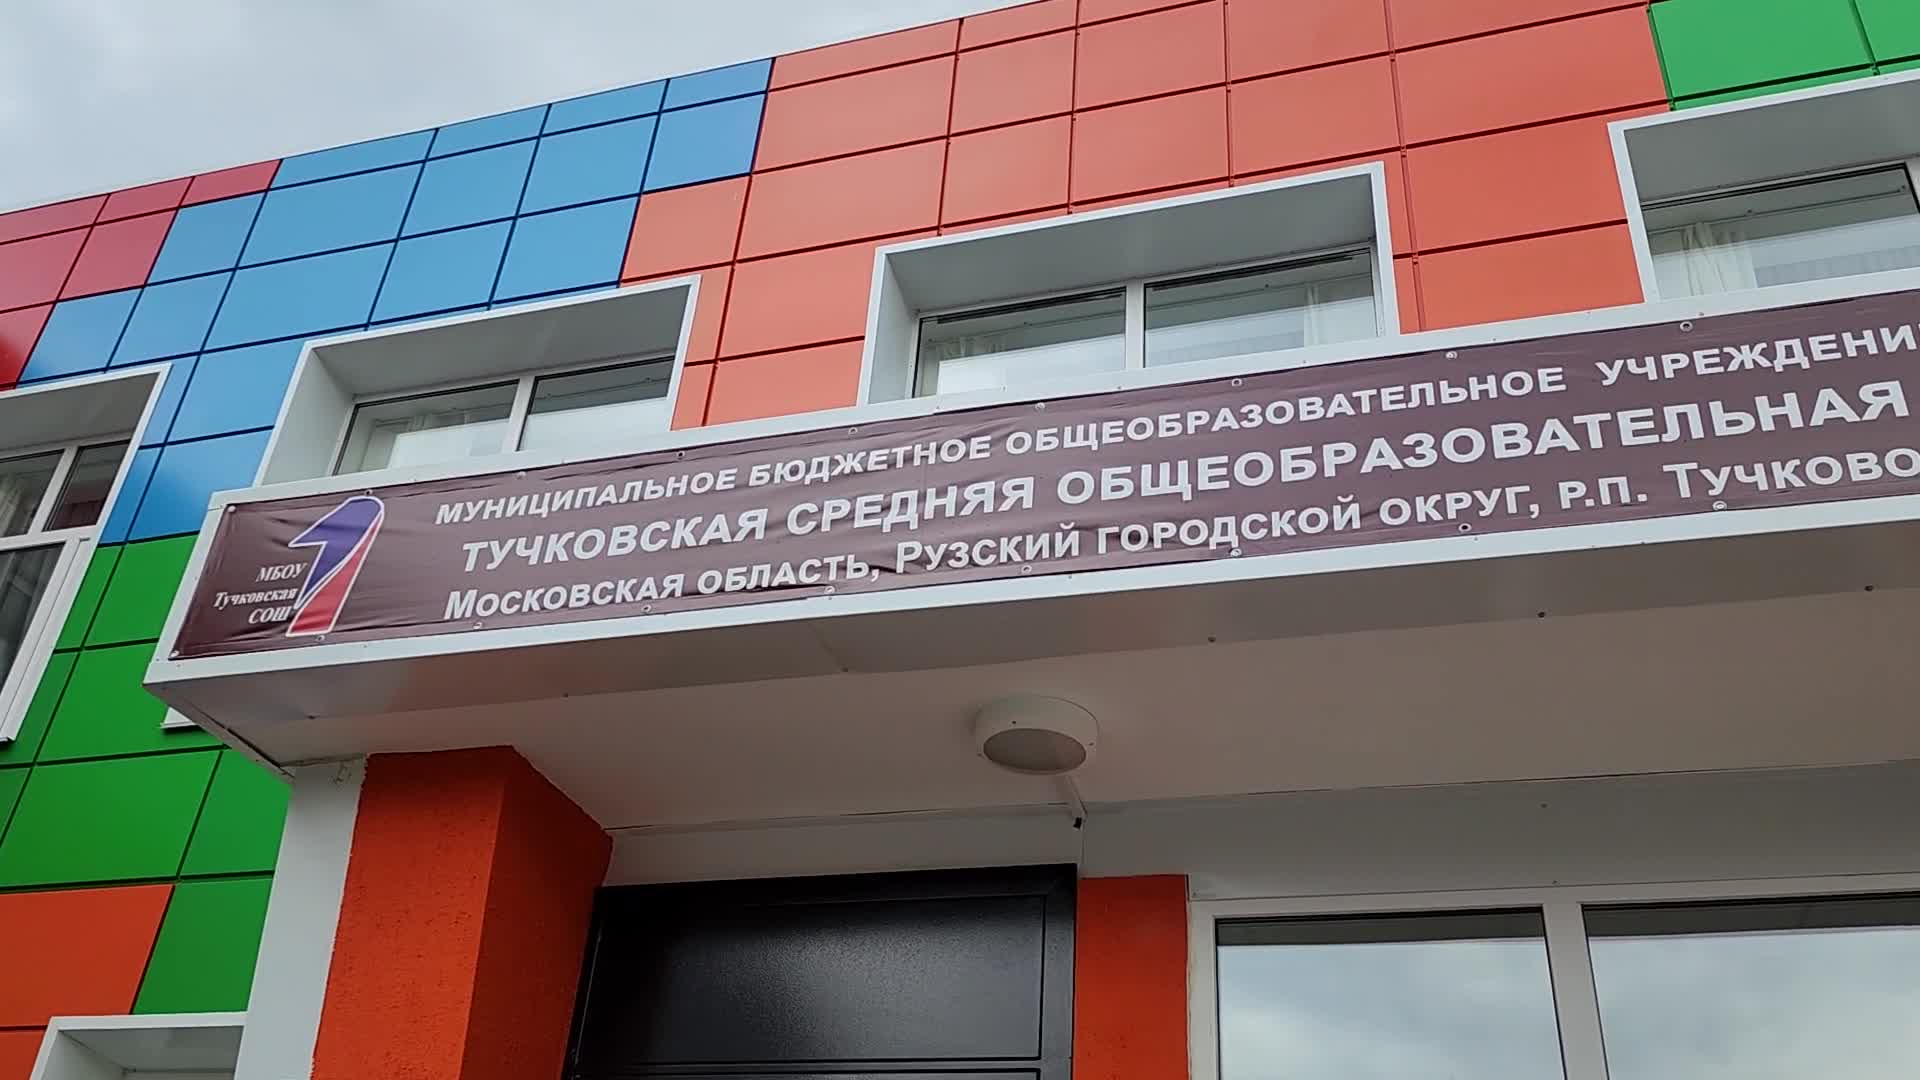 МУНИЦИПАЛЬНОЕ БЮДЖЕТНОЕ ОБЩЕОБРАЗОВАТЕЛЬНОЕ УЧРЕЖДЕНИ
ТУЧКОВСКАЯ СРЕДНЯЯ ОБЩЕОБРАЗОВАТЕЛЬНАЯ
МОСКОВСКАЯ ОБЛАСТЬ, РУЗСКИЙ ГОРОДСКОЙ ОКРУГ, Р.П. ТУЧКОВО
МБОУ
Тучковская
СОШ
1